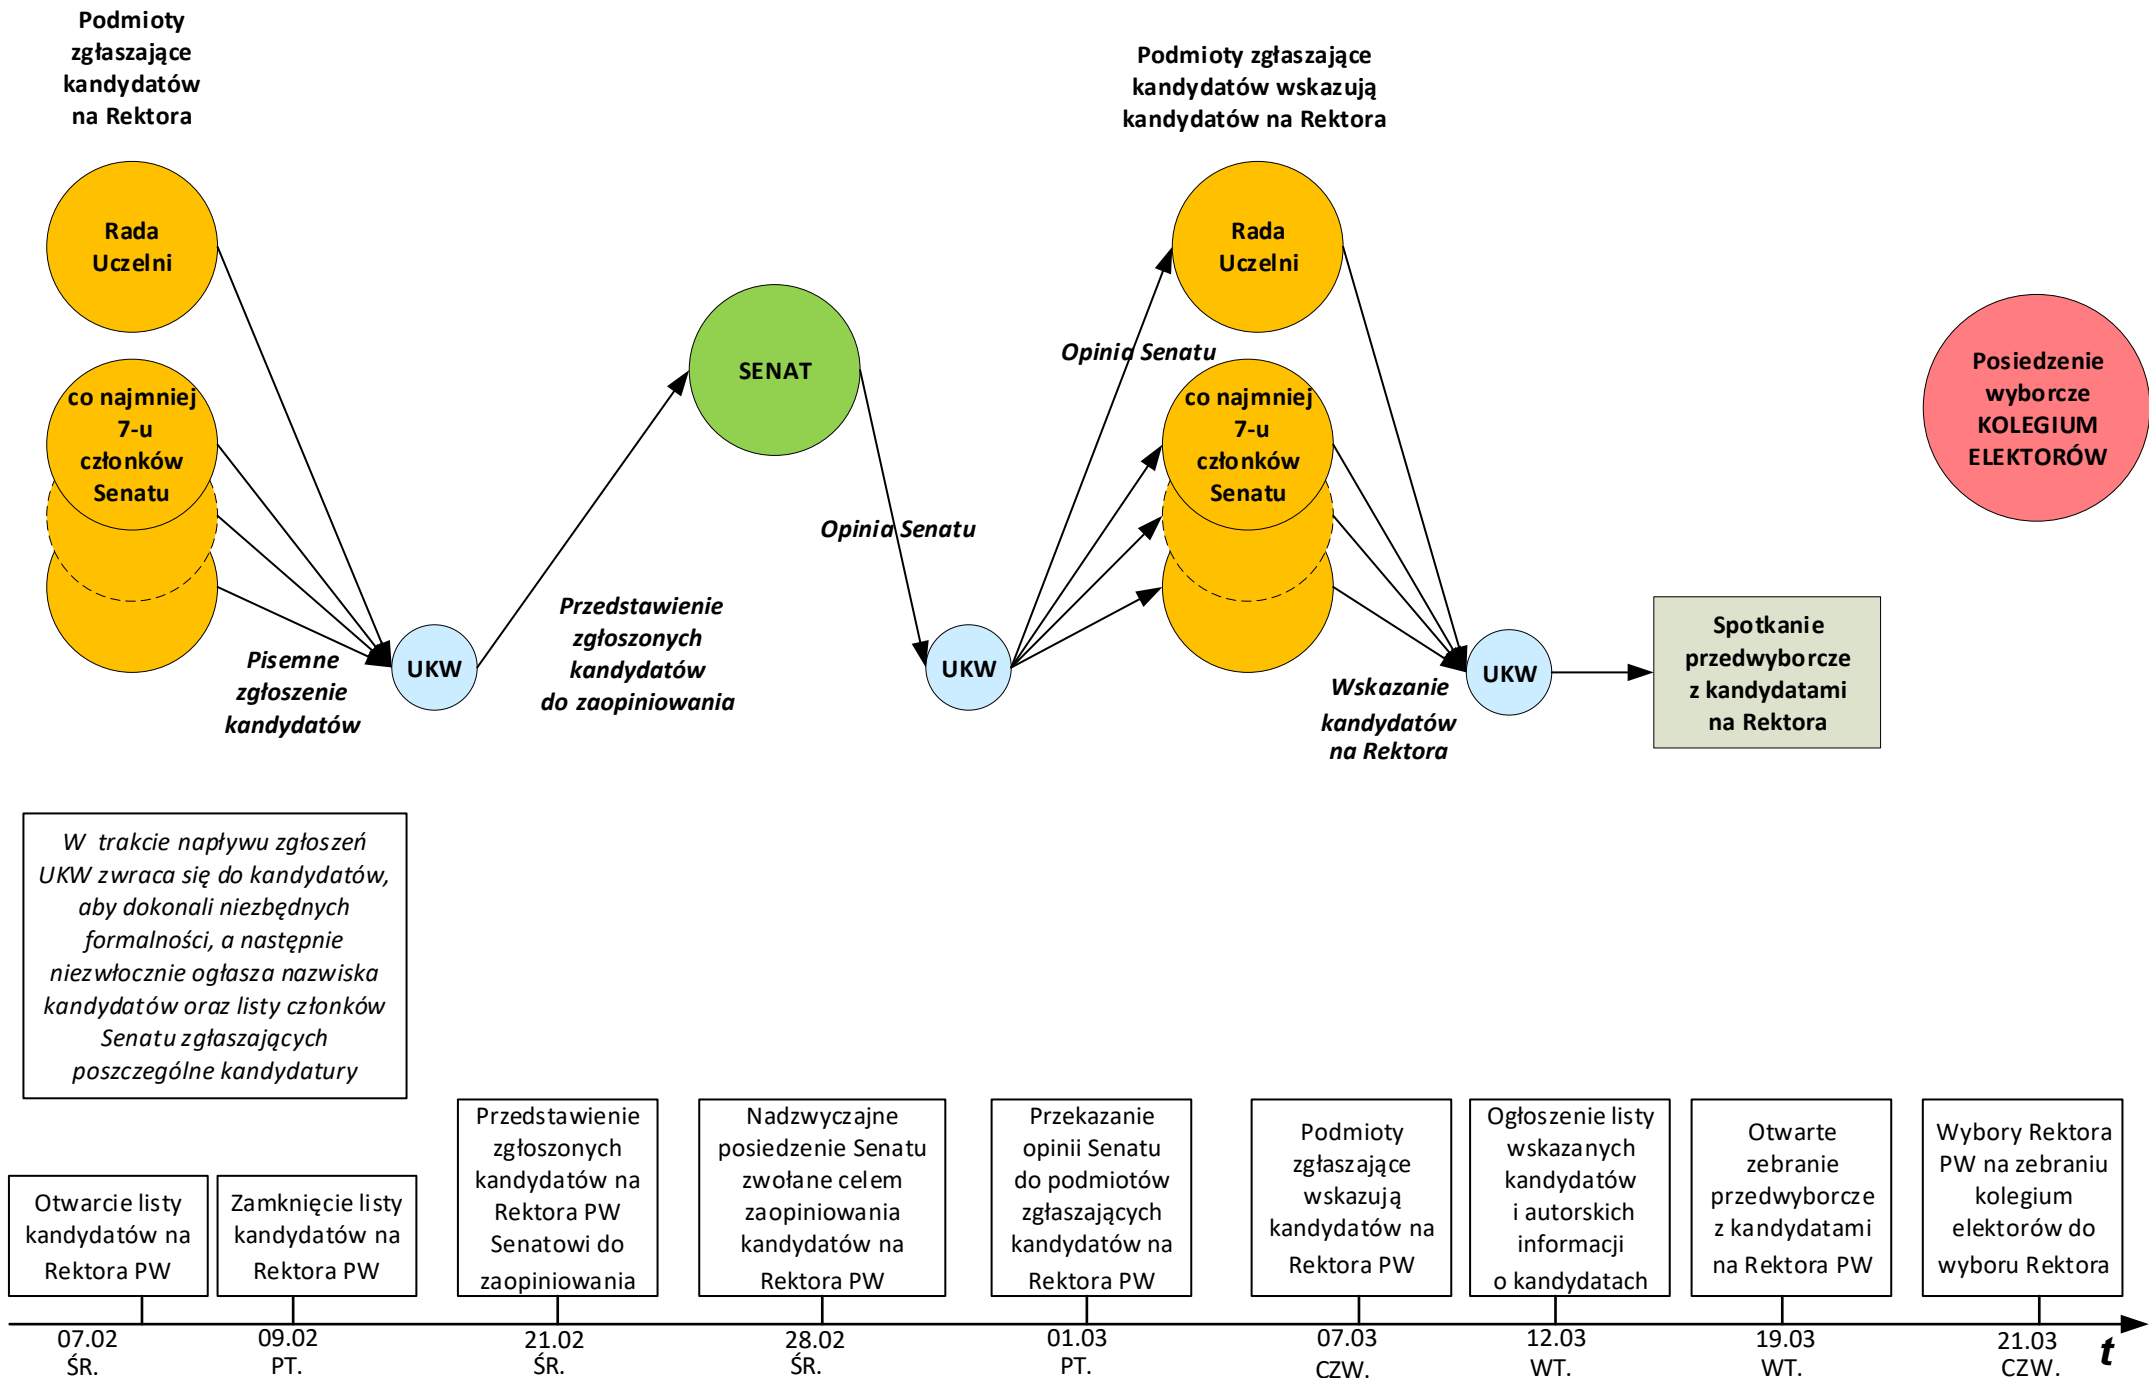 Podmioty
zgłaszające
kandydatów
na Rektora
Podmioty zgłaszające
kandydatów wskazują
kandydatów na Rektora
Rada
Uczelni
co najmniej
7-u
członków
Senatu
Pisemne
zgłoszenie
kandydatów
UKW
Przedstawienie
zgłoszonych
kandydatów
do zaopiniowania
SENAT
Opinia Senatu
UKW
Opinia Senatu
Rada
Uczelni
co najmniej
7-u
członków
Senatu
Wskazanie
kandydatów
na Rektora
UKW
Spotkanie
przedwyborcze
z kandydatami
na Rektora
Posiedzenie
wyborcze
KOLEGIUM
ELEKTORÓW
W trakcie napływu zgłoszeń
UKW zwraca się do kandydatów,
aby dokonali niezbędnych
formalności, a następnie
niezwłocznie ogłasza nazwiska
kandydatów oraz listy członków
Senatu zgłaszających
poszczególne kandydatury
Otwarcie listy
kandydatów na
Rektora PW
Zamknięcie listy
kandydatów na
Rektora PW
Przedstawienie
zgłoszonych
kandydatów na
Rektora PW
Senatowi do
zaopiniowania
Nadzwyczajne
posiedzenie Senatu
zwołane celem
zaopiniowania
kandydatów na
Rektora PW
Przekazanie
opinii Senatu
do podmiotów
zgłaszających
kandydatów na
Rektora PW
Podmioty
zgłaszające
wskazują
kandydatów na
Rektora PW
Ogłoszenie listy
wskazanych
kandydatów
i autorskich
informacji
o kandydatach
Otwarte
zebranie
przedwyborcze
z kandydatami
na Rektora PW
Wybory Rektora
PW na zebraniu
kolegium
elektorów do
wyboru Rektora
07.02
ŚR.
09.02
PT.
21.02
ŚR.
28.02
ŚR.
01.03
PT.
07.03
CZW.
12.03
WT.
19.03
WT.
21.03
CZW.
t